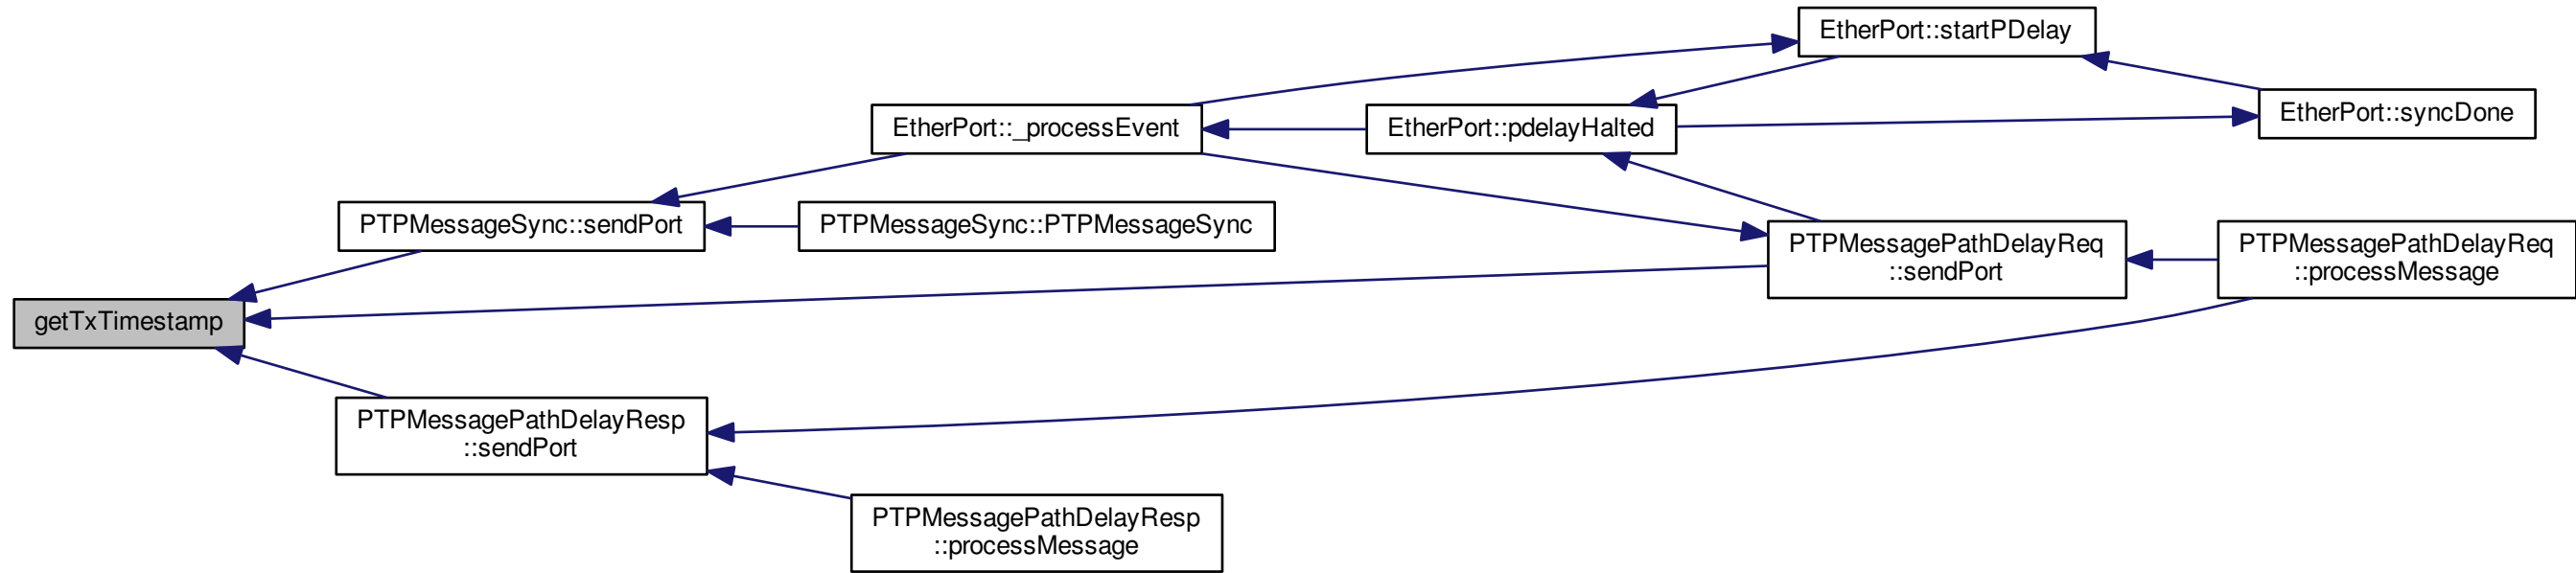 EtherPort::startPDelay
EtherPort::_processEvent
EtherPort::pdelayHalted
EtherPort::syncDone
PTPMessageSync::sendPort
PTPMessageSync::PTPMessageSync
PTPMessagePathDelayReq
::sendPort
PTPMessagePathDelayReq
::processMessage
getTxTimestamp
PTPMessagePathDelayResp
::sendPort
PTPMessagePathDelayResp
::processMessage